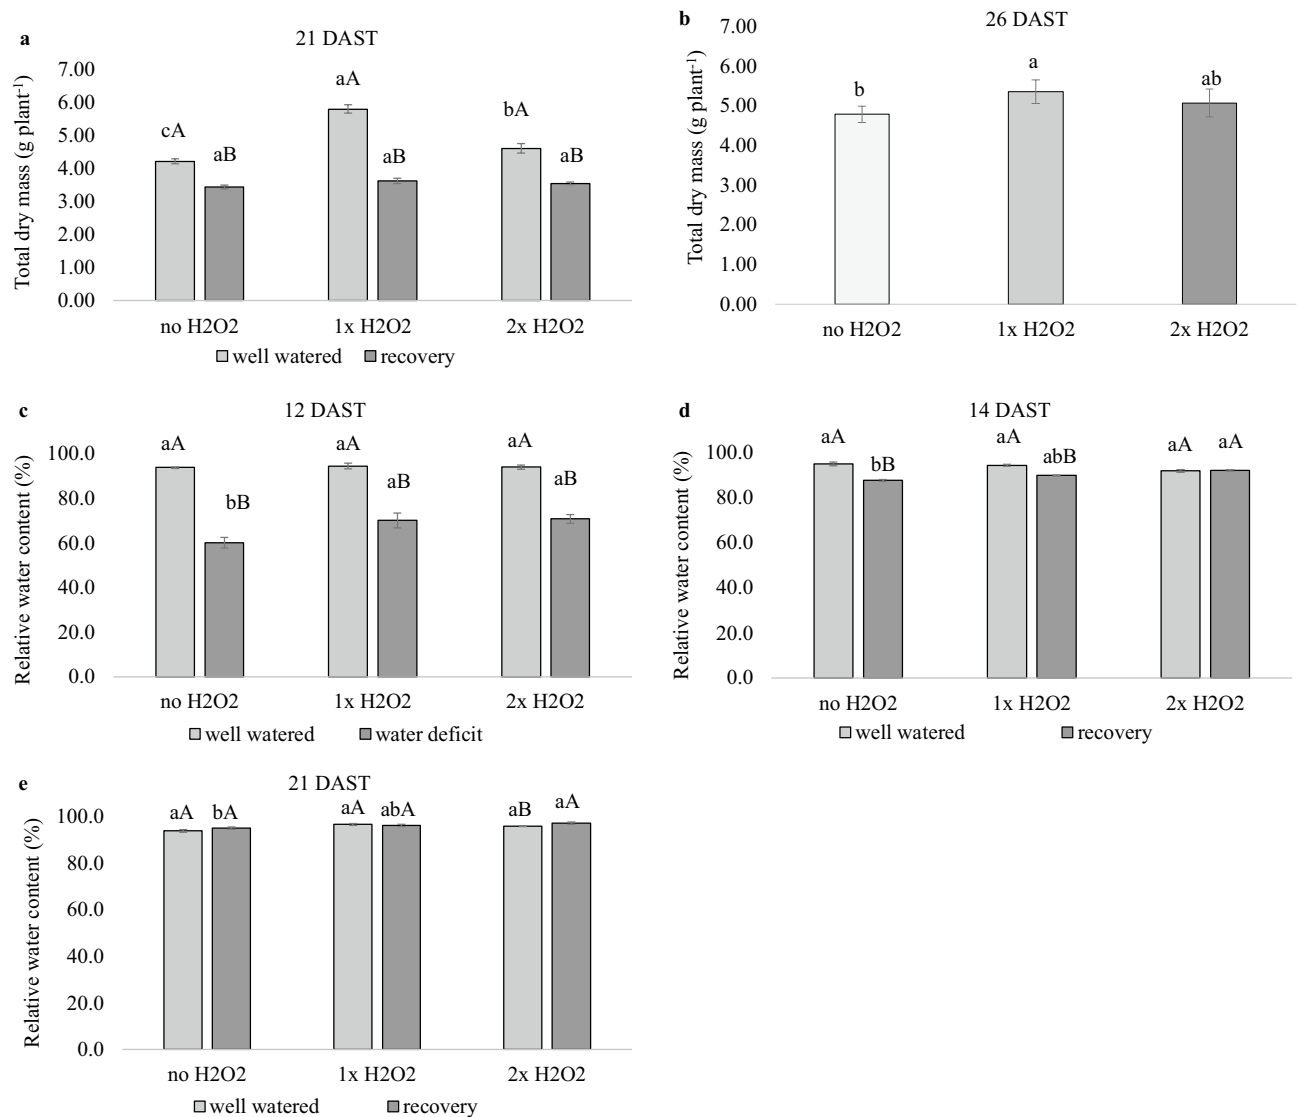 a
21 DAST
Total dry mass (g plant⁻¹)
7.00
6.00
5.00
4.00
3.00
2.00
1.00
0.00
cA
aB
aA
aB
bA
aB
no H2O2
1x H2O2
2x H2O2
well watered
recovery
b
26 DAST
Total dry mass (g plant⁻¹)
7.00
6.00
5.00
4.00
3.00
2.00
1.00
0.00
b
a
ab
no H2O2
1x H2O2
2x H2O2
c
12 DAST
Relative water content (%)
100.0
80.0
60.0
40.0
20.0
0.0
aA
bB
aA
aB
aA
aB
no H2O2
1x H2O2
2x H2O2
well watered
water deficit
d
14 DAST
Relative water content (%)
100.0
80.0
60.0
40.0
20.0
0.0
aA
bB
aA
abB
aA
aA
no H2O2
1x H2O2
2x H2O2
well watered
recovery
e
21 DAST
Relative water content (%)
100.0
80.0
60.0
40.0
20.0
0.0
aA
bA
aA
abA
aB
aA
no H2O2
1x H2O2
2x H2O2
well watered
recovery